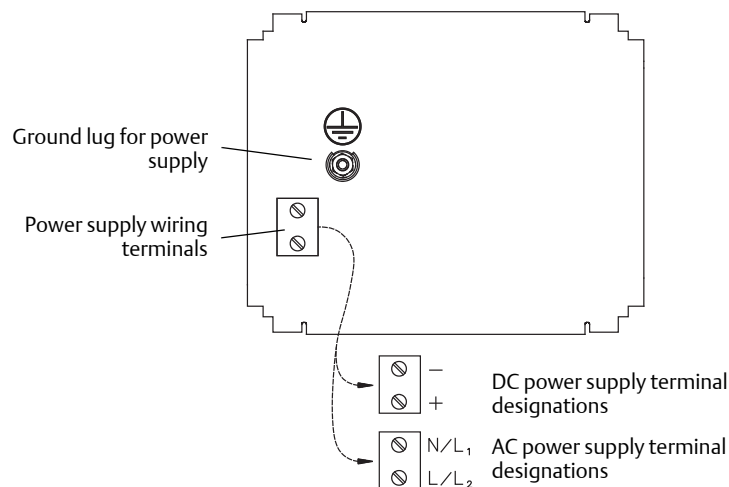 Ground lug for power
supply
Power supply wiring
terminals
−
+
DC power supply terminal
designations
N/L₁
L/L₂
AC power supply terminal
designations